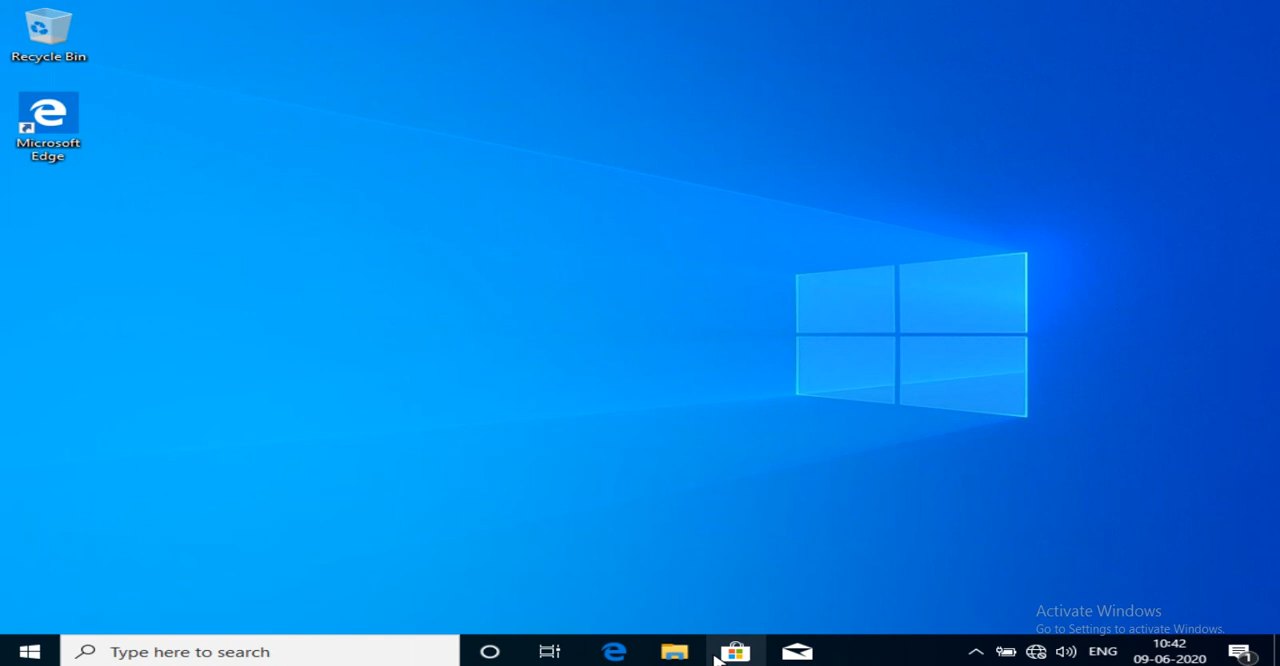 Recycle Bin
Microsoft
Edge
Activate Windows
Go to Settings to activate Windows.
Type here to search
ENG
10:42
09-06-2020
1